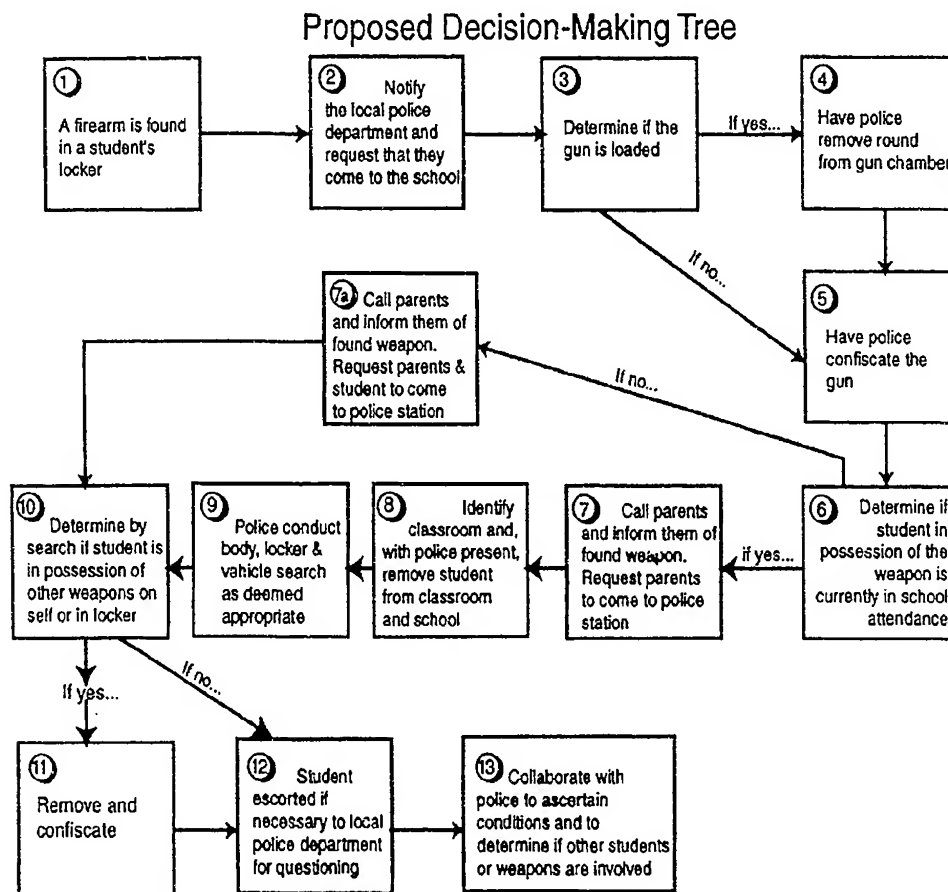 Proposed Decision-Making Tree
1
A firearm is found
in a student's
locker
2
Notify
the local police
department and
request that they
come to the school
3
Determine if the
gun is loaded
If yes...
4
Have police
remove round
from gun chamber
If no...
5
Have police
confiscate the
gun
7a
Call parents
and inform them of
found weapon.
Request parents &
student to come
to police station
If no...
10
Determine by
search if student is
in possession of
other weapons on
self or in locker
9
Police conduct
body, locker &
vahicle search
as deemed
appropriate
8
Identify
classroom and,
with police present,
remove student
from classroom
and school
7
Call parents
and inform them of
found weapon.
Request parents
to come to police
station
if yes...
6
Determine if
student in
possession of the
weapon is
currently in school
attendance
If yes...
If no...
11
Remove and
confiscate
12
Student
escorted if
necessary to local
police department
for questioning
13
Collaborate with
police to ascertain
conditions and to
determine if other
students
or weapons are involved